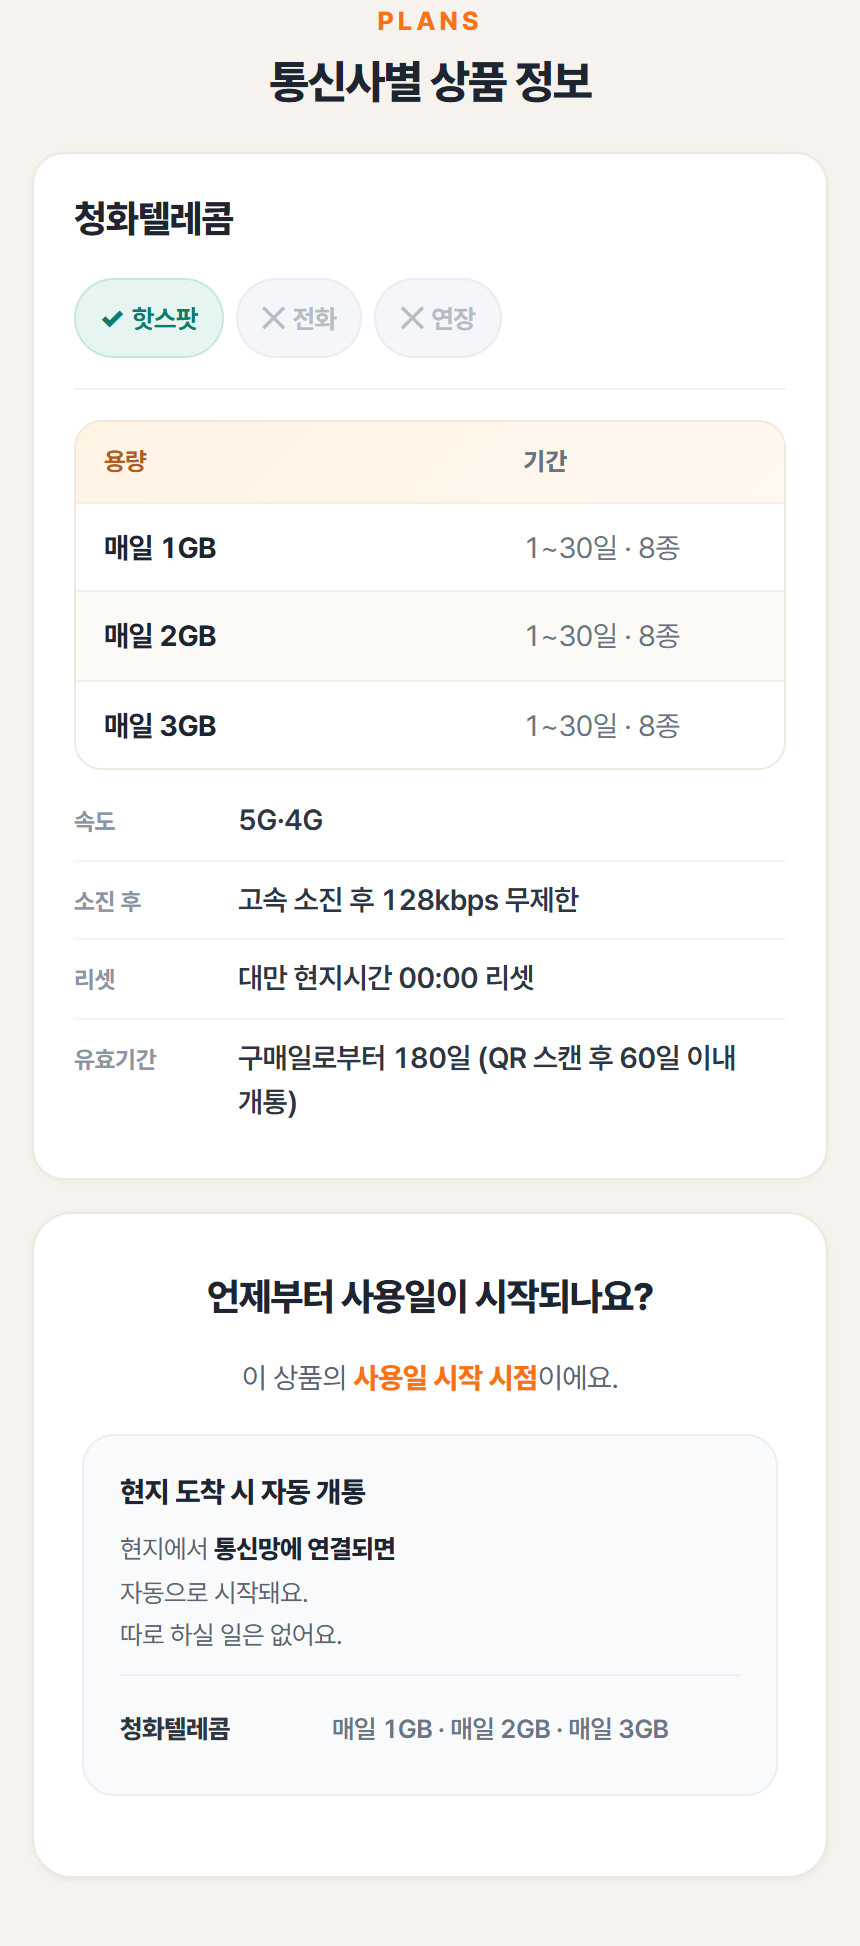 PLANS
통신사별 상품 정보
청화텔레콤
✓ 핫스팟 ✕ 전화 ✕ 연장
용량 기간
매일 1GB 1~30일 · 8종
매일 2GB 1~30일 · 8종
매일 3GB 1~30일 · 8종
속도 5G·4G
소진 후 고속 소진 후 128kbps 무제한
리셋 대만 현지시간 00:00 리셋
유효기간 구매일로부터 180일 (QR 스캔 후 60일 이내
개통)
언제부터 사용일이 시작되나요?
이 상품의 사용일 시작 시점이에요.
현지 도착 시 자동 개통
현지에서 통신망에 연결되면
자동으로 시작돼요.
따로 하실 일은 없어요.
청화텔레콤 매일 1GB · 매일 2GB · 매일 3GB